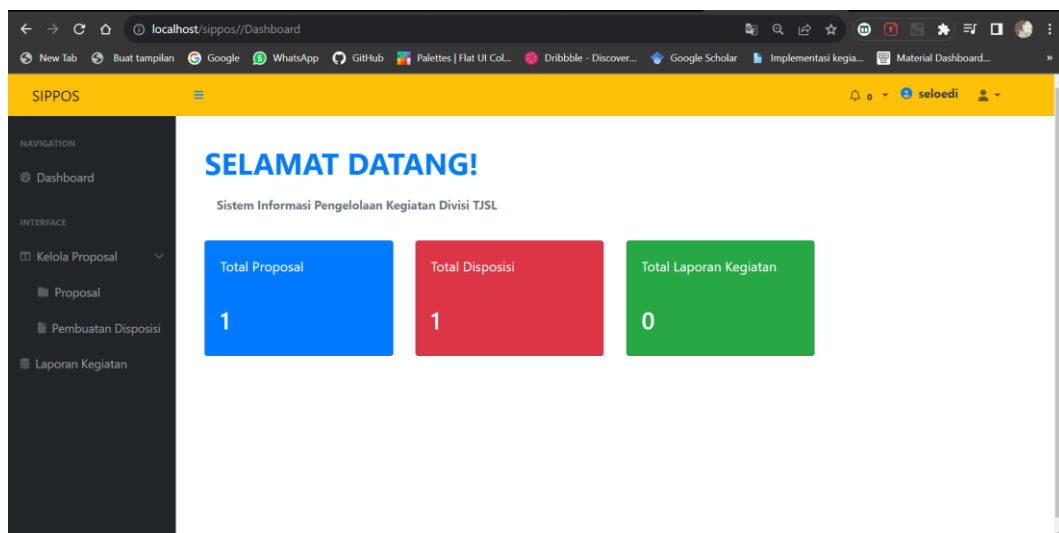 localhost/sippos//Dashboard
New Tab Buat tampilan Google WhatsApp GitHub Palettes | Flat UI Col... Dribbble - Discover... Google Scholar Implementasi kegia... Material Dashboard... »
SIPPOS 0 seloedi
NAVIGATION
Dashboard
INTERFACE
Kelola Proposal
Proposal
Pembuatan Disposisi
Laporan Kegiatan
SELAMAT DATANG!
Sistem Informasi Pengelolaan Kegiatan Divisi TJSL
Total Proposal
1
Total Disposisi
1
Total Laporan Kegiatan
0